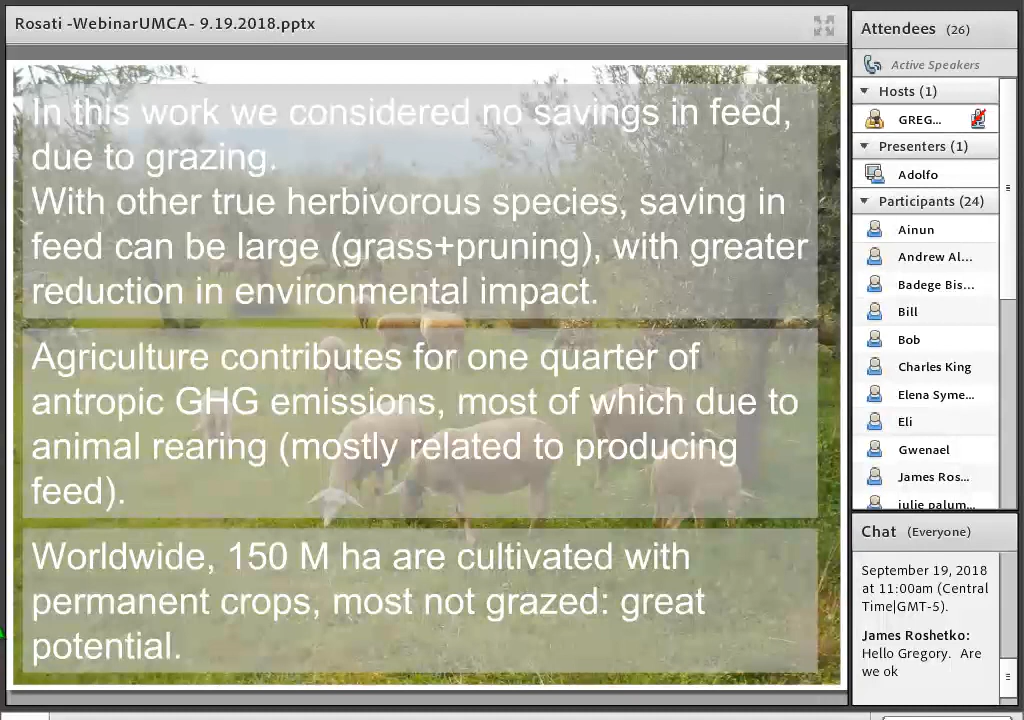 Rosati -WebinarUMCA- 9.19.2018.pptx
In this work we considered no savings in feed,
due to grazing.
With other true herbivorous species, saving in
feed can be large (grass+pruning), with greater
reduction in environmental impact.
Agriculture contributes for one quarter of
antropic GHG emissions, most of which due to
animal rearing (mostly related to producing
feed).
Worldwide, 150 M ha are cultivated with
permanent crops, most not grazed: great
potential.
Attendees (26)
Active Speakers
Hosts (1)
GREG...
Presenters (1)
Adolfo
Participants (24)
Ainun
Andrew Al...
Badege Bis...
Bill
Bob
Charles King
Elena Syme...
Eli
Gwenael
James Ros...
julie palum...
Chat (Everyone)
September 19, 2018
at 11:00am (Central
Time|GMT-5).
James Roshetko:
Hello Gregory. Are
we ok